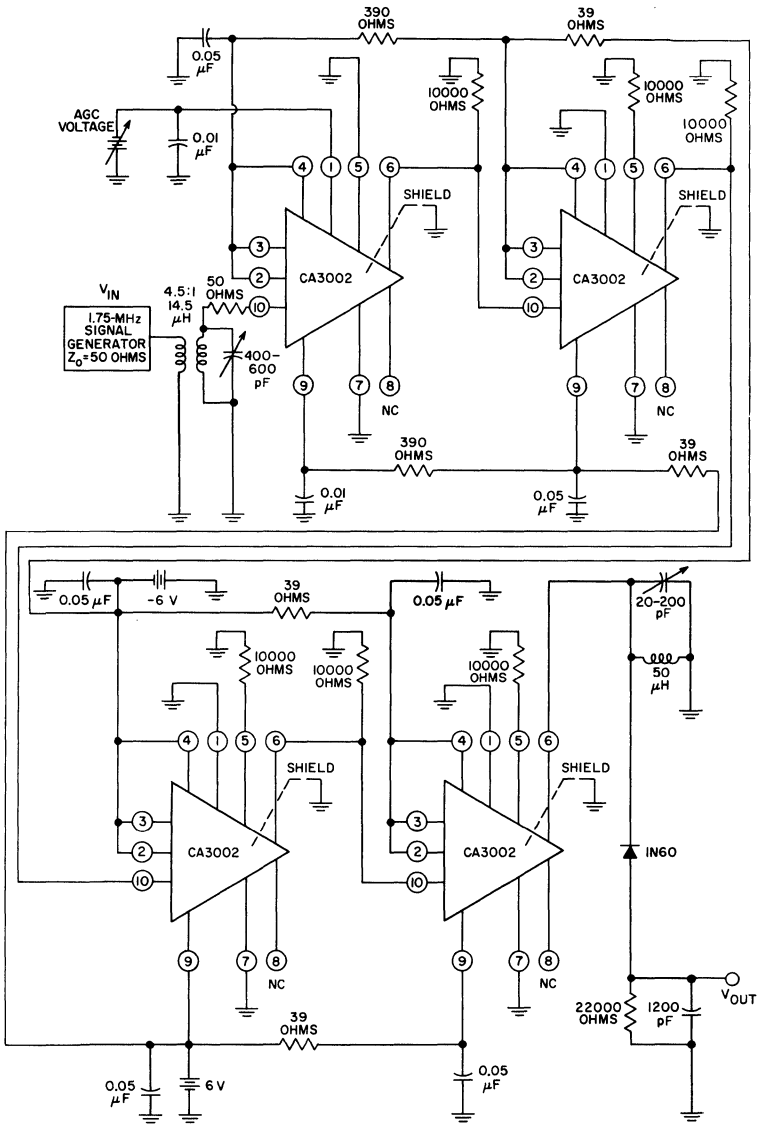 390
OHMS
39
OHMS
0.05
μF
10000
OHMS
10000
OHMS
10000
OHMS
AGC
VOLTAGE
0.01
μF
4
1
5
6
4
1
5
6
SHIELD
SHIELD
3
2
10
CA3002
3
2
10
CA3002
VIN
1.75-MHz
SIGNAL
GENERATOR
ZO=50 OHMS
4.5:1
14.5
μH
50
OHMS
400-
600
pF
9
7
8
NC
9
7
8
NC
390
OHMS
39
OHMS
0.01
μF
0.05
μF
0.05 μF
-6 V
39
OHMS
0.05 μF
20-200
pF
50
μH
10000
OHMS
10000
OHMS
10000
OHMS
4
1
5
6
4
1
5
6
SHIELD
SHIELD
3
2
10
CA3002
3
2
10
CA3002
IN60
9
7
8
NC
9
7
8
NC
VOUT
22000
OHMS
1200
pF
39
OHMS
0.05
μF
6 V
0.05
μF